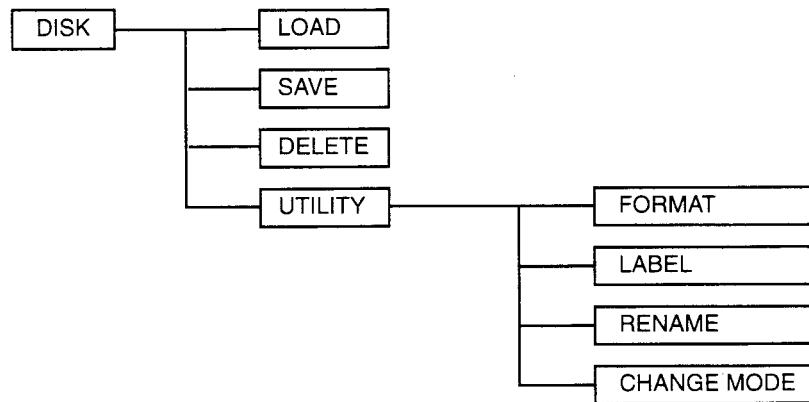 DISK
LOAD
SAVE
DELETE
UTILITY
FORMAT
LABEL
RENAME
CHANGE MODE